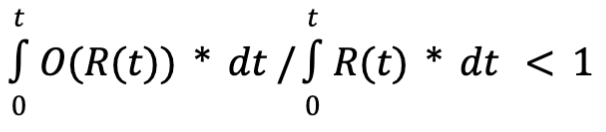 t t
∫ O(R(t)) * dt / ∫ R(t) * dt < 1
0 0